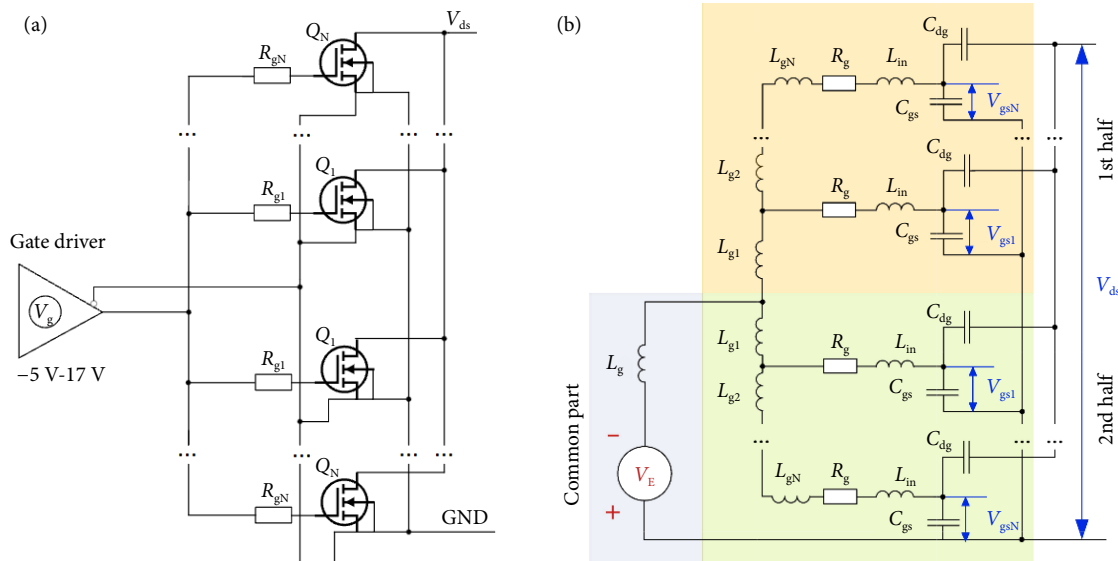 (a)
Q_N
V_ds
R_gN
...
...
...
...
Q_1
R_g1
Gate driver
V_g
−5 V-17 V
Q_1
R_g1
...
...
...
...
Q_N
R_gN
GND
(b)
C_dg
L_gN
R_g
L_in
C_gs
V_gsN
...
...
...
1st half
C_dg
L_g2
R_g
L_in
C_gs
V_gs1
L_g1
V_ds
C_dg
L_g1
R_g
L_in
L_g
C_gs
V_gs1
L_g2
2nd half
Common part
−
...
C_dg
...
...
V_E
L_gN
R_g
L_in
+
C_gs
V_gsN